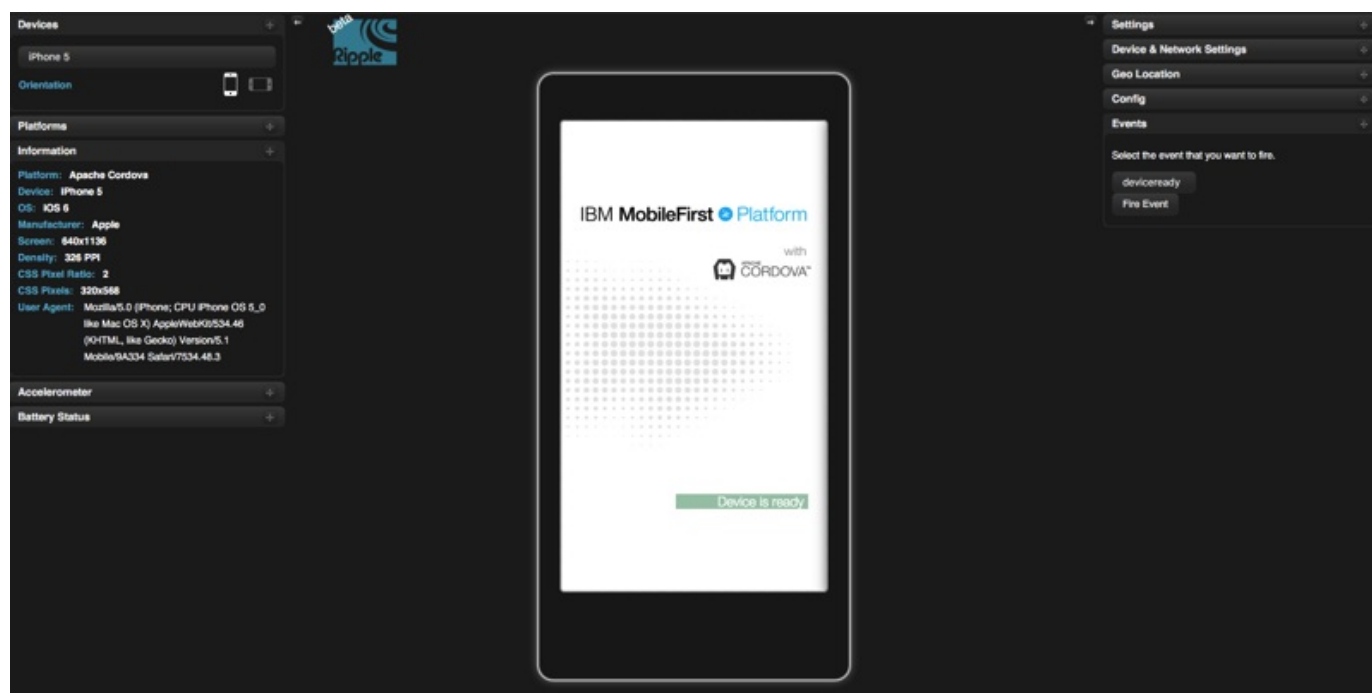 Devices
iPhone 5
Orientation
Platforms
Information
Platform: Apache Cordova
Device: iPhone 5
OS: iOS 6
Manufacturer: Apple
Screen: 640x1136
Density: 326 PPI
CSS Pixel Ratio: 2
CSS Pixels: 320x568
User Agent: Mozilla/5.0 (iPhone; CPU iPhone OS 5_0
like Mac OS X) AppleWebKit/534.46
(KHTML, like Gecko) Version/5.1
Mobile/9A334 Safari/7534.48.3
Accelerometer
Battery Status
beta
Ripple
IBM MobileFirst Platform
with
APACHE
CORDOVA™
Device is ready
Settings
Device & Network Settings
Geo Location
Config
Events
Select the event that you want to fire.
deviceready
Fire Event